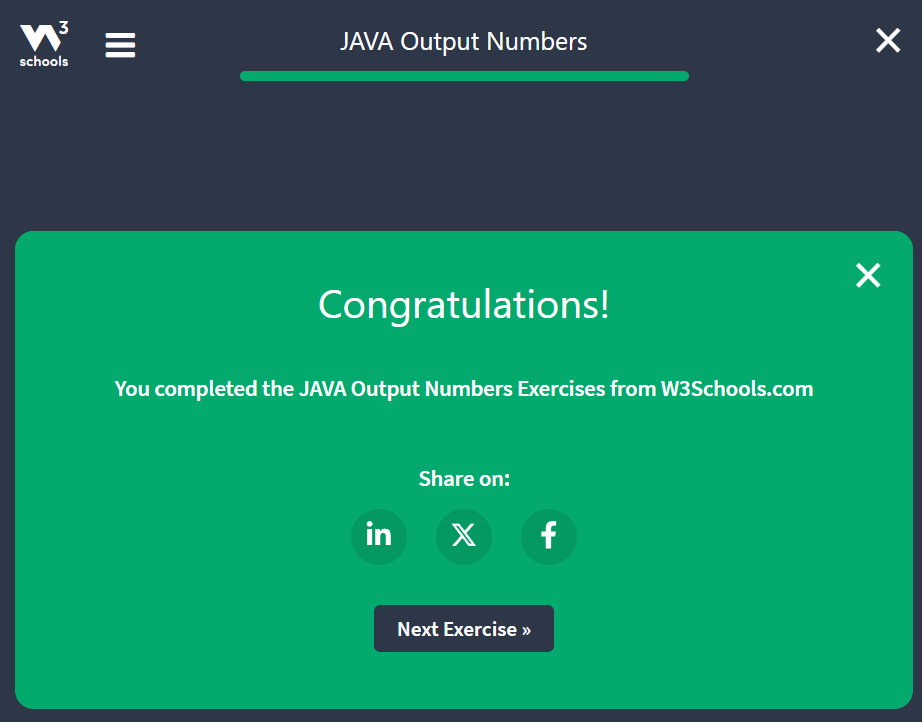 W3
schools
JAVA Output Numbers
Congratulations!
You completed the JAVA Output Numbers Exercises from W3Schools.com
Share on:
in
X
f
Next Exercise »